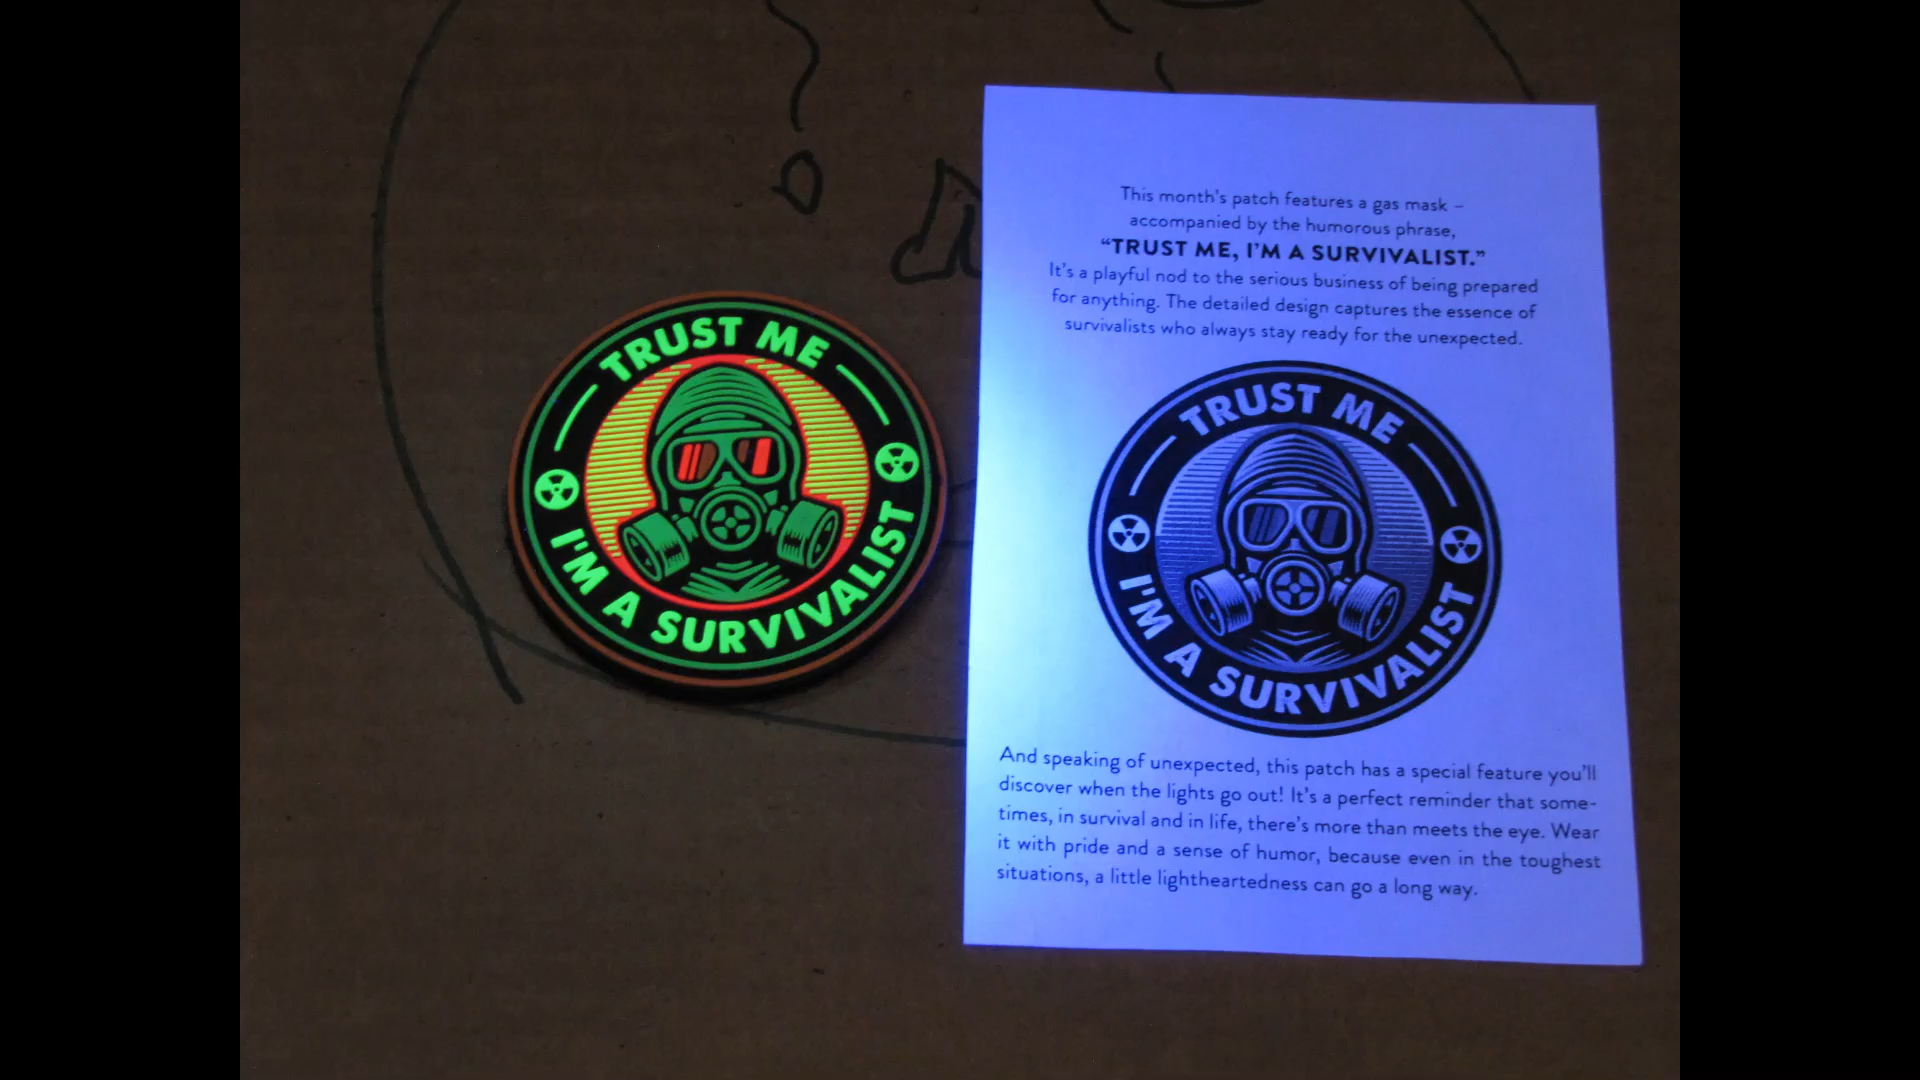 TRUST ME
I'M A SURVIVALIST
This month's patch features a gas mask –
accompanied by the humorous phrase,
“TRUST ME, I’M A SURVIVALIST.”
It's a playful nod to the serious business of being prepared
for anything. The detailed design captures the essence of
survivalists who always stay ready for the unexpected.
TRUST ME
I'M A SURVIVALIST
And speaking of unexpected, this patch has a special feature you'll
discover when the lights go out! It's a perfect reminder that some-
times, in survival and in life, there's more than meets the eye. Wear
it with pride and a sense of humor, because even in the toughest
situations, a little lightheartedness can go a long way.